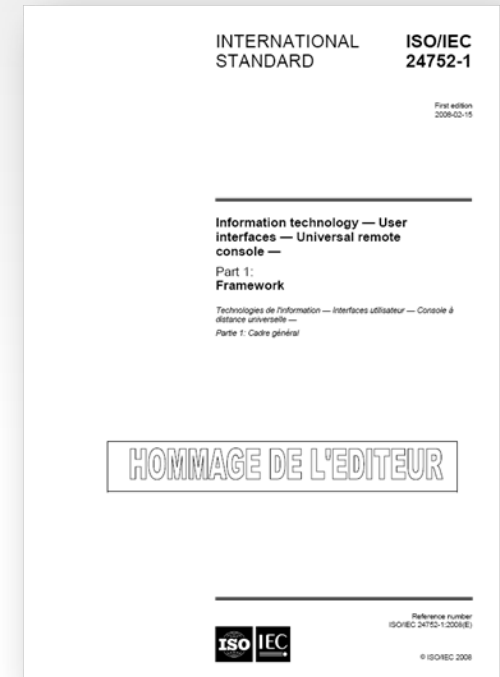 INTERNATIONAL
STANDARD
ISO/IEC
24752-1
First edition
2008-02-15
Information technology — User
interfaces — Universal remote
console —
Part 1:
Framework
Technologies de l'information — Interfaces utilisateur — Console à
distance universelle —
Partie 1: Cadre général
HOMMAGE DE L'EDITEUR
Reference number
ISO/IEC 24752-1:2008(E)
ISO IEC
© ISO/IEC 2008